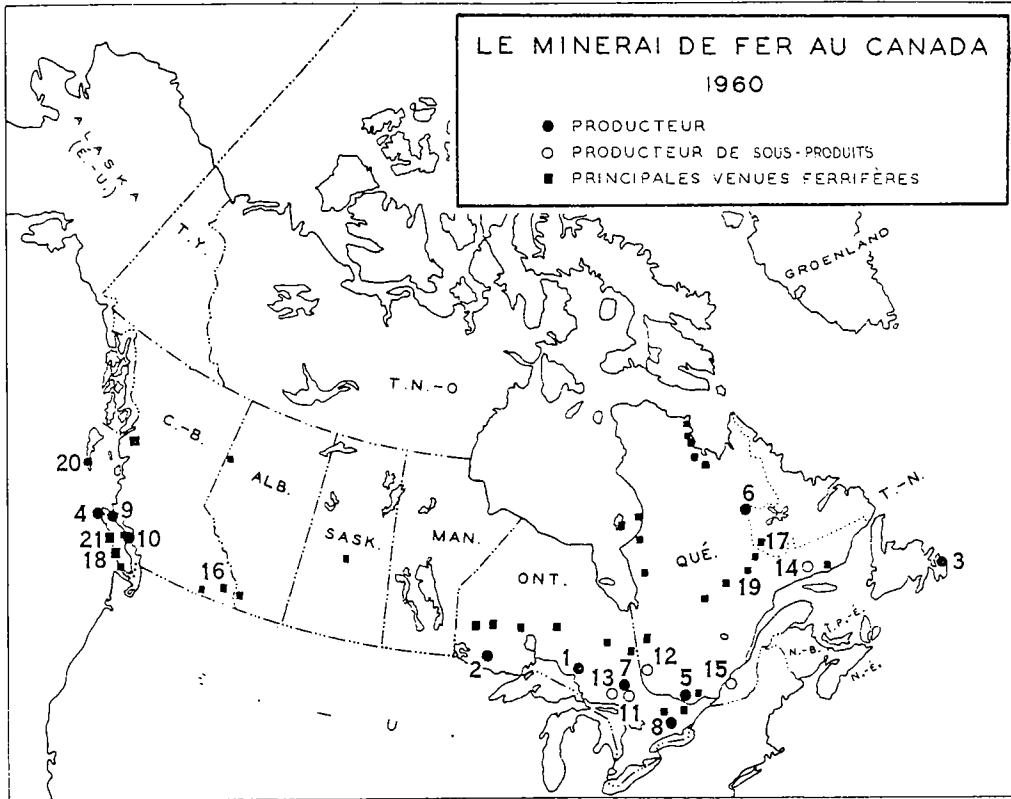 LE MINERAI DE FER AU CANADA
1960
PRODUCTEUR
PRODUCTEUR DE SOUS-PRODUITS
PRINCIPALES VENUES FERRIFÈRES
ALASKA
(É.-U.)
T.Y.
GROENLAND
T.N.-O
C.-B.
ALB.
SASK.
MAN.
ONT.
QUÉ.
T.-N.
T.P.-É.
N.-B.
N.-É.
U
20
4
9
21
10
18
16
2
1
13
7
11
12
5
8
15
6
17
19
14
3